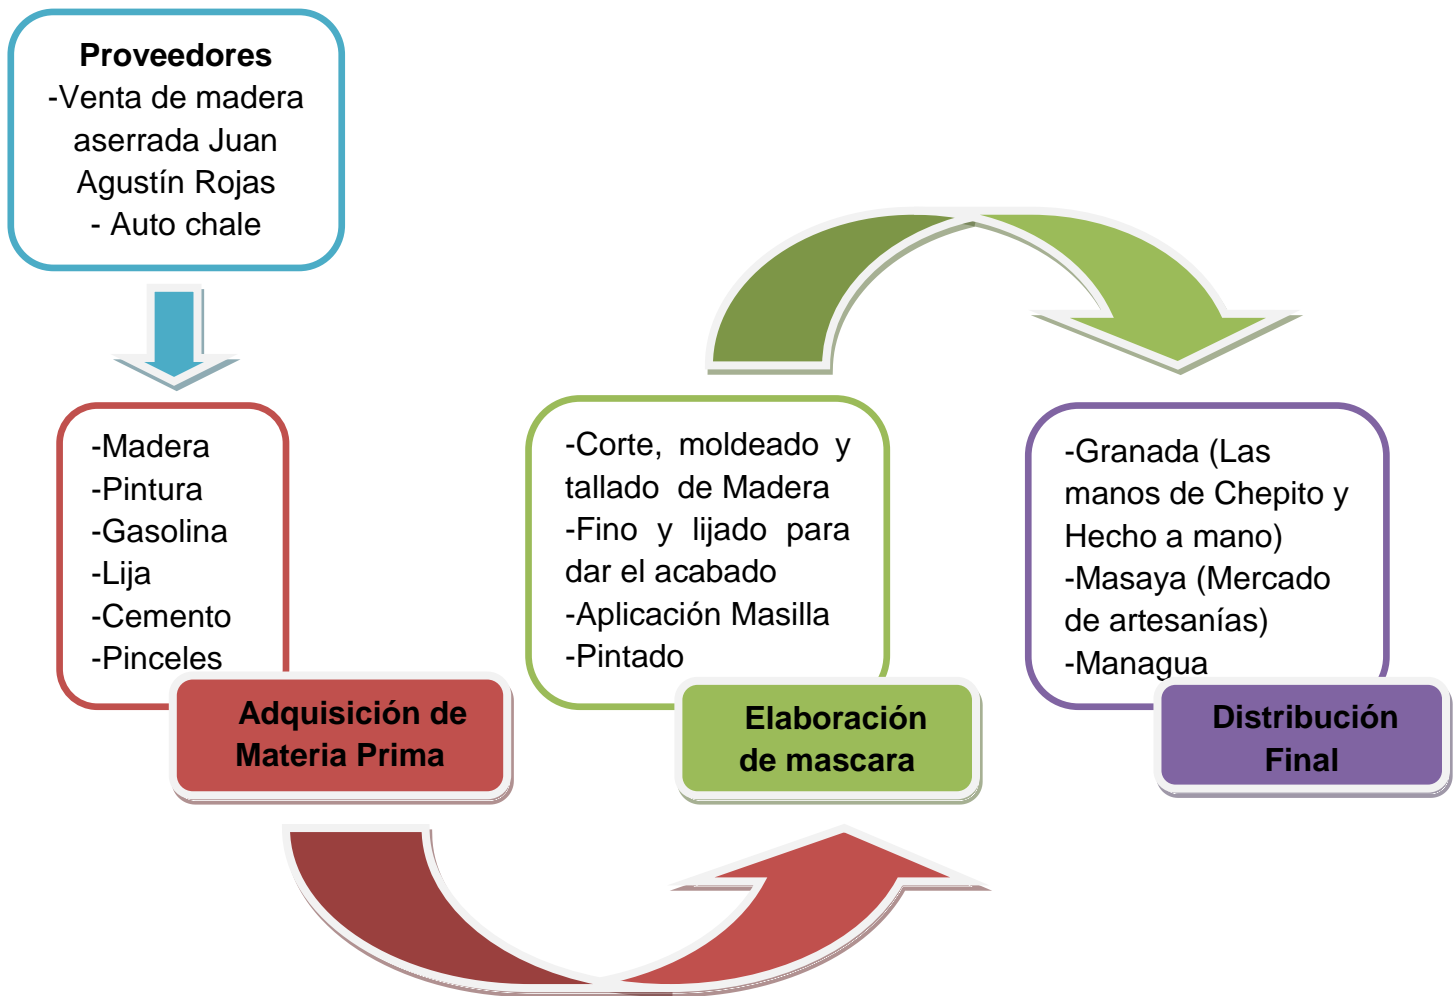 Proveedores
-Venta de madera
aserrada Juan
Agustín Rojas
- Auto chale
-Madera
-Pintura
-Gasolina
-Lija
-Cemento
-Pinceles
Adquisición de
Materia Prima
-Corte, moldeado y
tallado de Madera
-Fino y lijado para
dar el acabado
-Aplicación Masilla
-Pintado
Elaboración
de mascara
-Granada (Las
manos de Chepito y
Hecho a mano)
-Masaya (Mercado
de artesanías)
-Managua
Distribución
Final